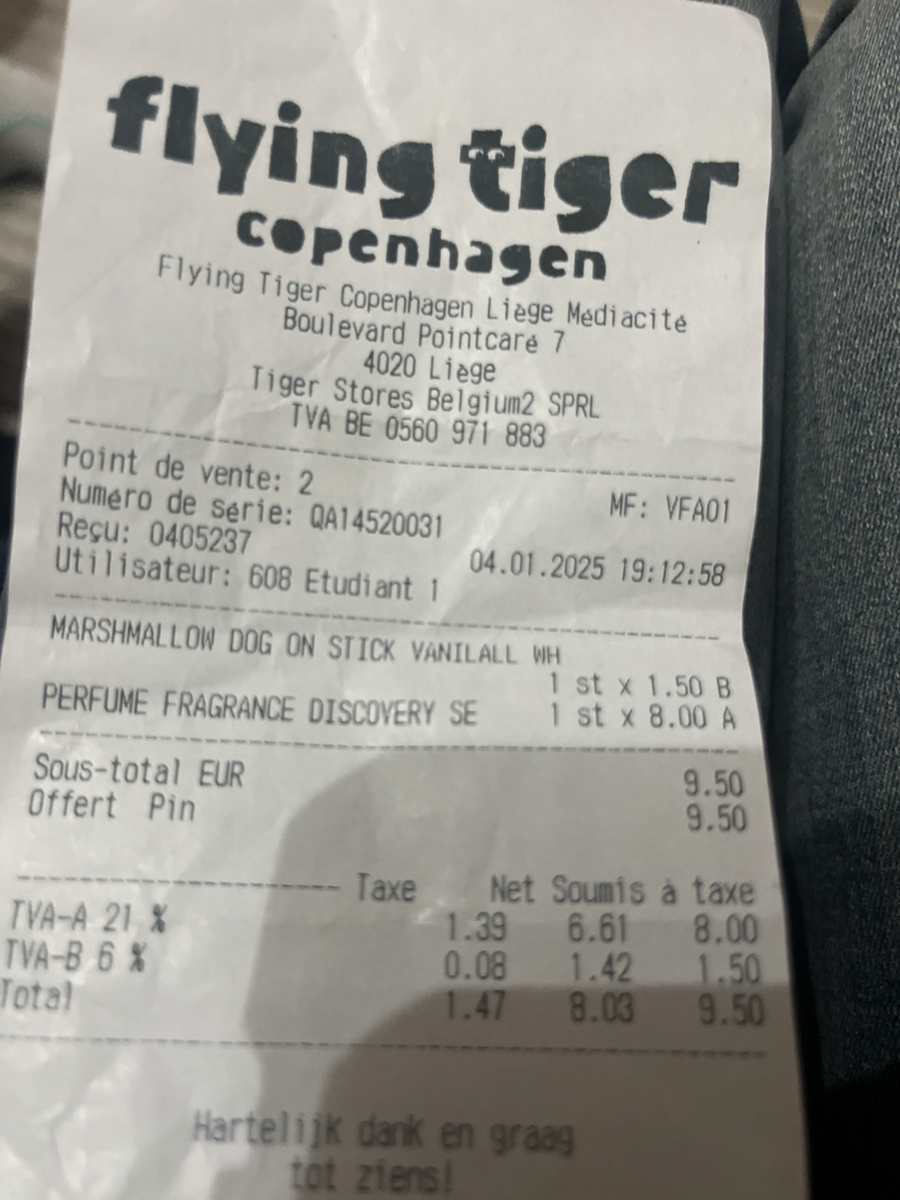 flying tiger
copenhagen
Flying Tiger Copenhagen Liège Médiacité
Boulevard Pointcaré 7
4020 Liège
Tiger Stores Belgium2 SPRL
TVA BE 0560 971 883
Point de vente: 2 MF: VFA01
Numéro de série: QA14520031
Reçu: 0405237 04.01.2025 19:12:58
Utilisateur: 608 Etudiant 1
MARSHMALLOW DOG ON STICK VANILALL WH
1 st x 1.50 B
PERFUME FRAGRANCE DISCOVERY SE 1 st x 8.00 A
Sous-total EUR 9.50
Offert Pin 9.50
Taxe Net Soumis à taxe
TVA-A 21 % 1.39 6.61 8.00
TVA-B 6 % 0.08 1.42 1.50
Total 1.47 8.03 9.50
Hartelijk dank en graag
tot ziens!